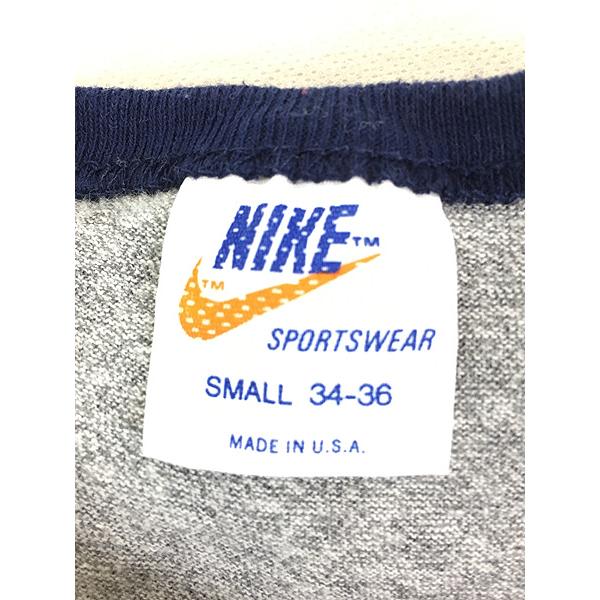 NIKE™
™
SPORTSWEAR
SMALL 34-36
MADE IN U.S.A.